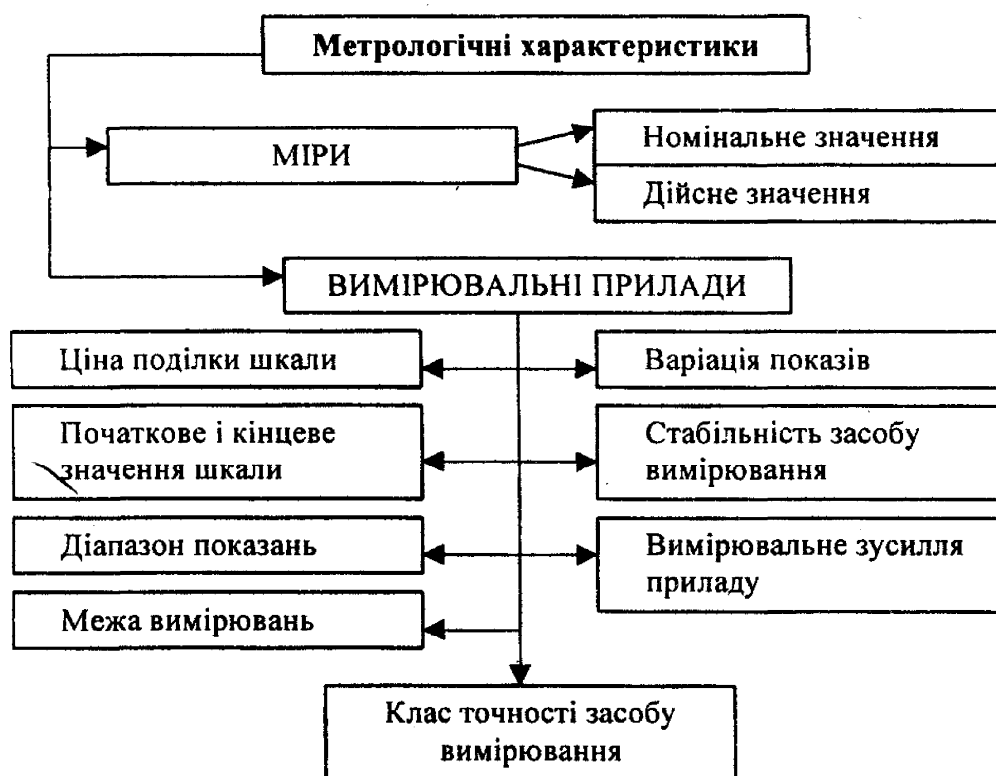 Метрологічні характеристики
МІРИ
Номінальне значення
Дійсне значення
ВИМІРЮВАЛЬНІ ПРИЛАДИ
Ціна поділки шкали
Варіація показів
Початкове і кінцеве
значення шкали
Стабільність засобу
вимірювання
Діапазон показань
Вимірювальне зусилля
приладу
Межа вимірювань
Клас точності засобу
вимірювання